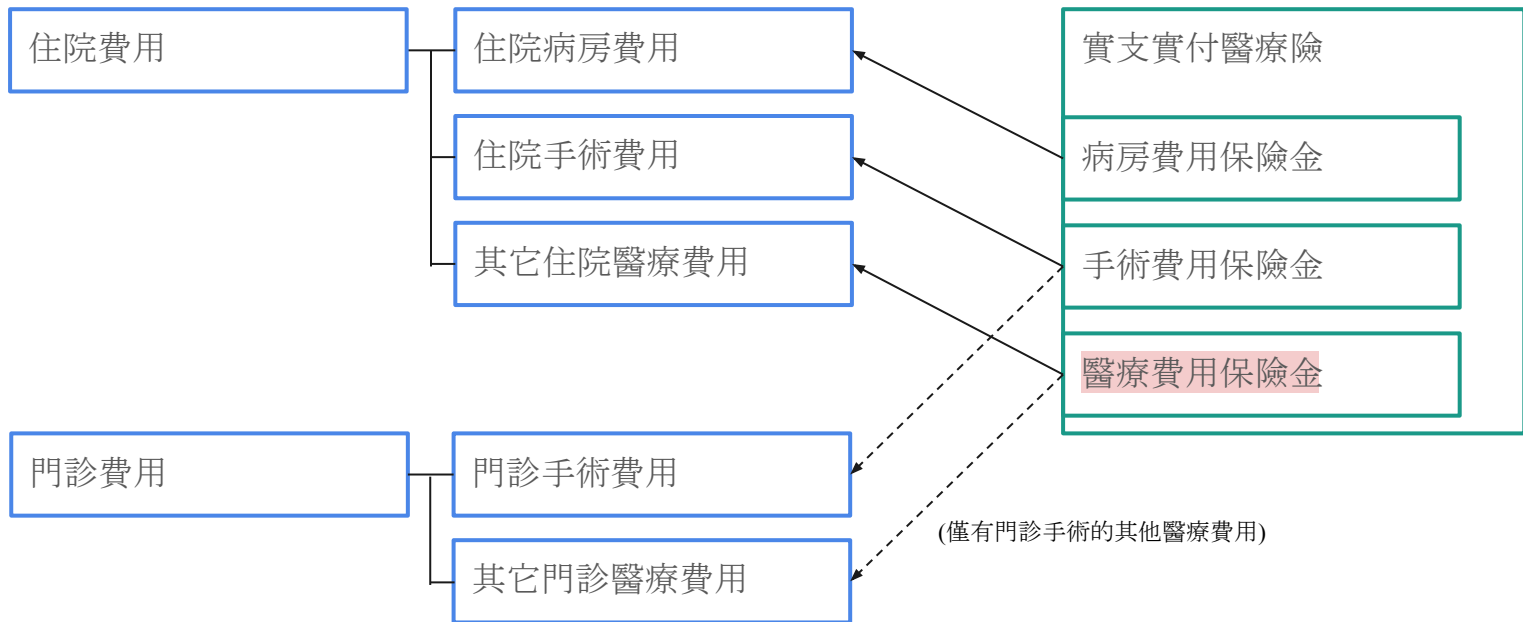 住院費用
住院病房費用
住院手術費用
其它住院醫療費用
門診費用
門診手術費用
其它門診醫療費用
實支實付醫療險
病房費用保險金
手術費用保險金
醫療費用保險金
(僅有門診手術的其他醫療費用)